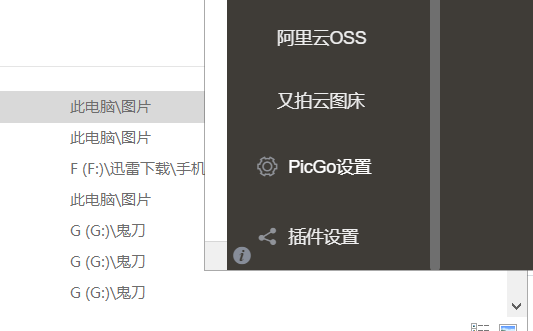 此电脑\图片
此电脑\图片
F (F:)\迅雷下载\手机
此电脑\图片
G (G:)\鬼刀
G (G:)\鬼刀
G (G:)\鬼刀
阿里云OSS
又拍云图床
PicGo设置
插件设置